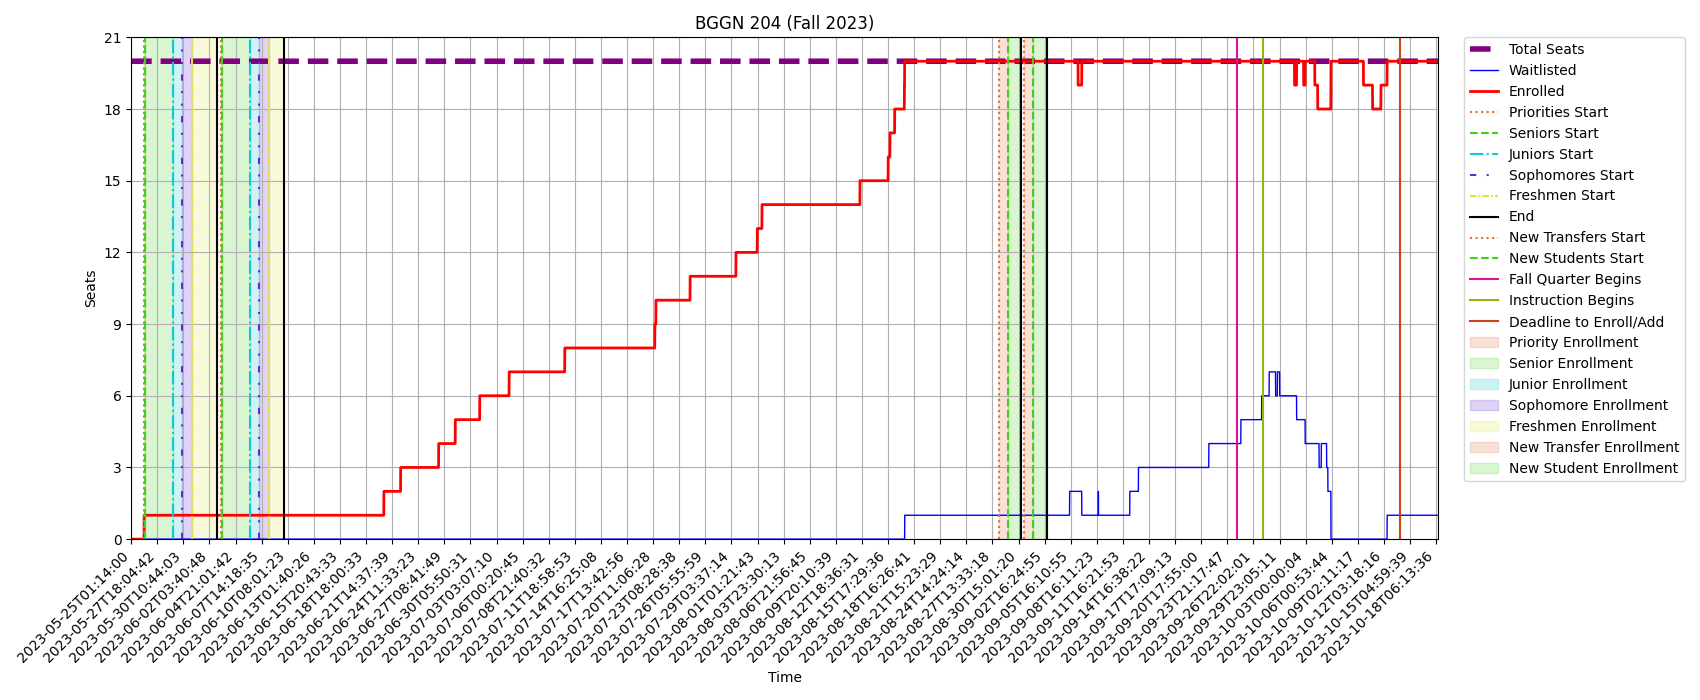 BGGN 204 (Fall 2023)
21
18
15
12
9
6
3
0
Seats
2023-05-25T01:14:00
2023-05-27T18:04:42
2023-05-30T10:44:03
2023-06-02T03:40:48
2023-06-04T21:01:42
2023-06-07T14:18:35
2023-06-10T08:01:23
2023-06-13T01:40:26
2023-06-15T20:43:33
2023-06-18T18:00:33
2023-06-21T14:37:39
2023-06-24T11:33:23
2023-06-27T08:41:49
2023-06-30T05:50:31
2023-07-03T03:07:10
2023-07-06T00:20:45
2023-07-08T21:40:32
2023-07-11T18:58:53
2023-07-14T16:25:08
2023-07-17T13:42:56
2023-07-20T11:06:28
2023-07-23T08:28:38
2023-07-26T05:55:59
2023-07-29T03:37:14
2023-08-01T01:21:43
2023-08-03T23:30:13
2023-08-06T21:56:45
2023-08-09T20:10:39
2023-08-12T18:36:31
2023-08-15T17:29:36
2023-08-18T16:26:41
2023-08-21T15:23:29
2023-08-24T14:24:14
2023-08-27T13:33:18
2023-08-30T15:01:20
2023-09-02T16:24:55
2023-09-05T16:10:55
2023-09-08T16:11:23
2023-09-11T16:21:53
2023-09-14T16:38:22
2023-09-17T17:09:13
2023-09-20T17:55:00
2023-09-23T21:17:47
2023-09-26T22:02:01
2023-09-29T23:05:11
2023-10-03T00:00:04
2023-10-06T00:53:44
2023-10-09T02:11:17
2023-10-12T03:18:16
2023-10-15T04:59:39
2023-10-18T06:13:36
Time
Total Seats
Waitlisted
Enrolled
Priorities Start
Seniors Start
Juniors Start
Sophomores Start
Freshmen Start
End
New Transfers Start
New Students Start
Fall Quarter Begins
Instruction Begins
Deadline to Enroll/Add
Priority Enrollment
Senior Enrollment
Junior Enrollment
Sophomore Enrollment
Freshmen Enrollment
New Transfer Enrollment
New Student Enrollment